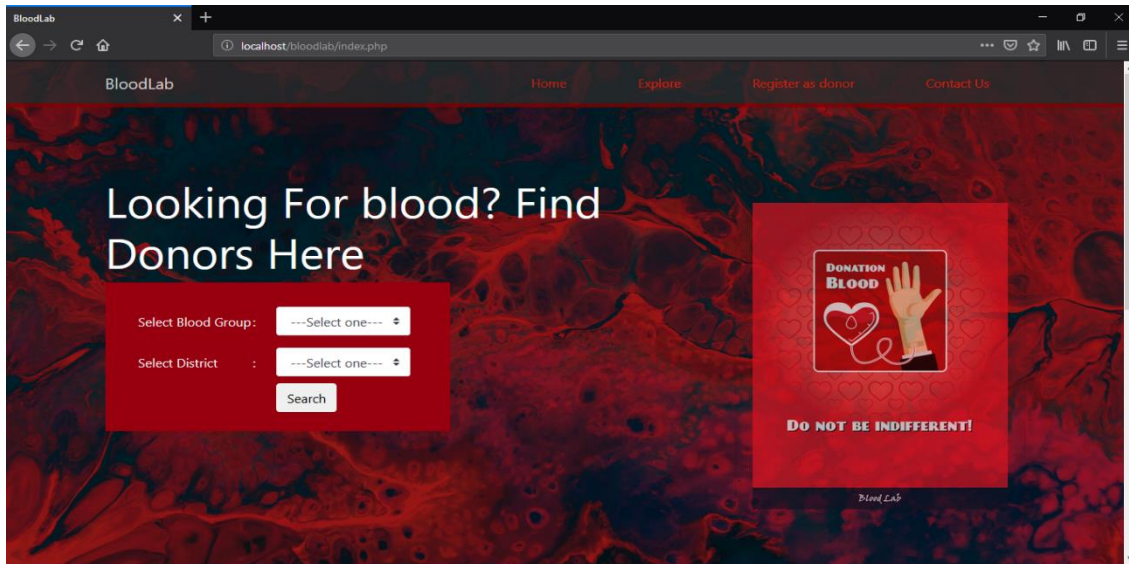 BloodLab
localhost/bloodlab/index.php
BloodLab
Home Explore Register as donor Contact Us
Looking For blood? Find
Donors Here
Select Blood Group: ---Select one---
Select District : ---Select one---
Search
DONATION
BLOOD
DO NOT BE INDIFFERENT!
Blood Lab